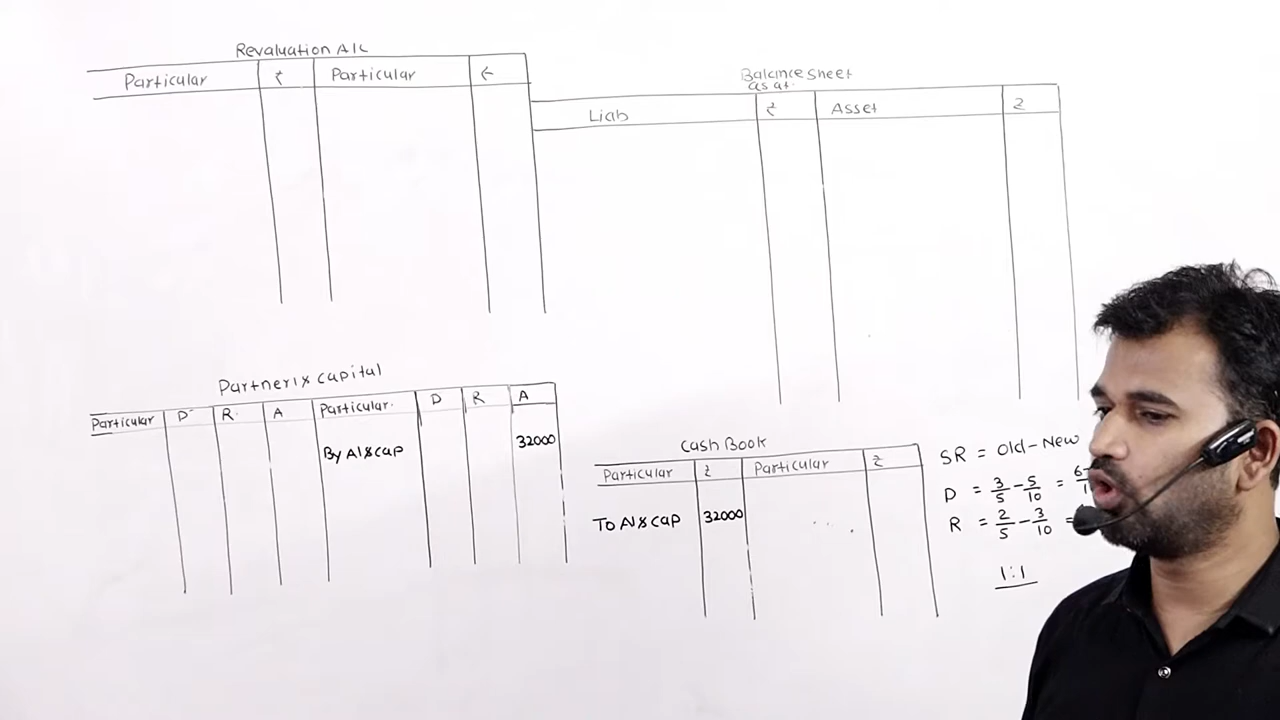 Revaluation A/c
Particular ₹ Particular ₹
Balance sheet
as at.
Liab ₹ Asset ₹
Partner's capital
Particular D R. A Particular. D R A
By A's cap 32000
Cash Book
Particular ₹ Particular ₹
To A's cap 32000
SR = Old-New
D = 3/5 - 5/10 = 6-
R = 2/5 - 3/10 =
1:1